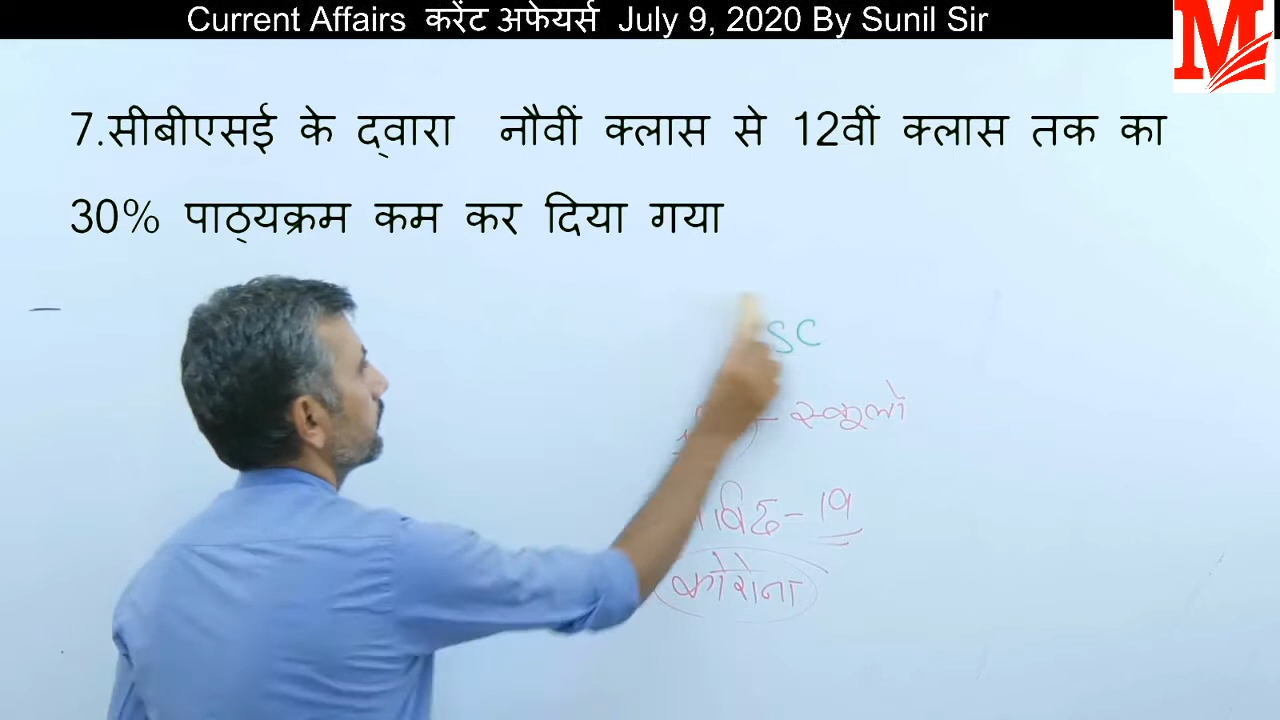 Current Affairs करेंट अफेयर्स July 9, 2020 By Sunil Sir
M
7.सीबीएसई के द्वारा नौवीं क्लास से 12वीं क्लास तक का
30% पाठ्यक्रम कम कर दिया गया
SC
- स्कूलों
- 19
कोरोना